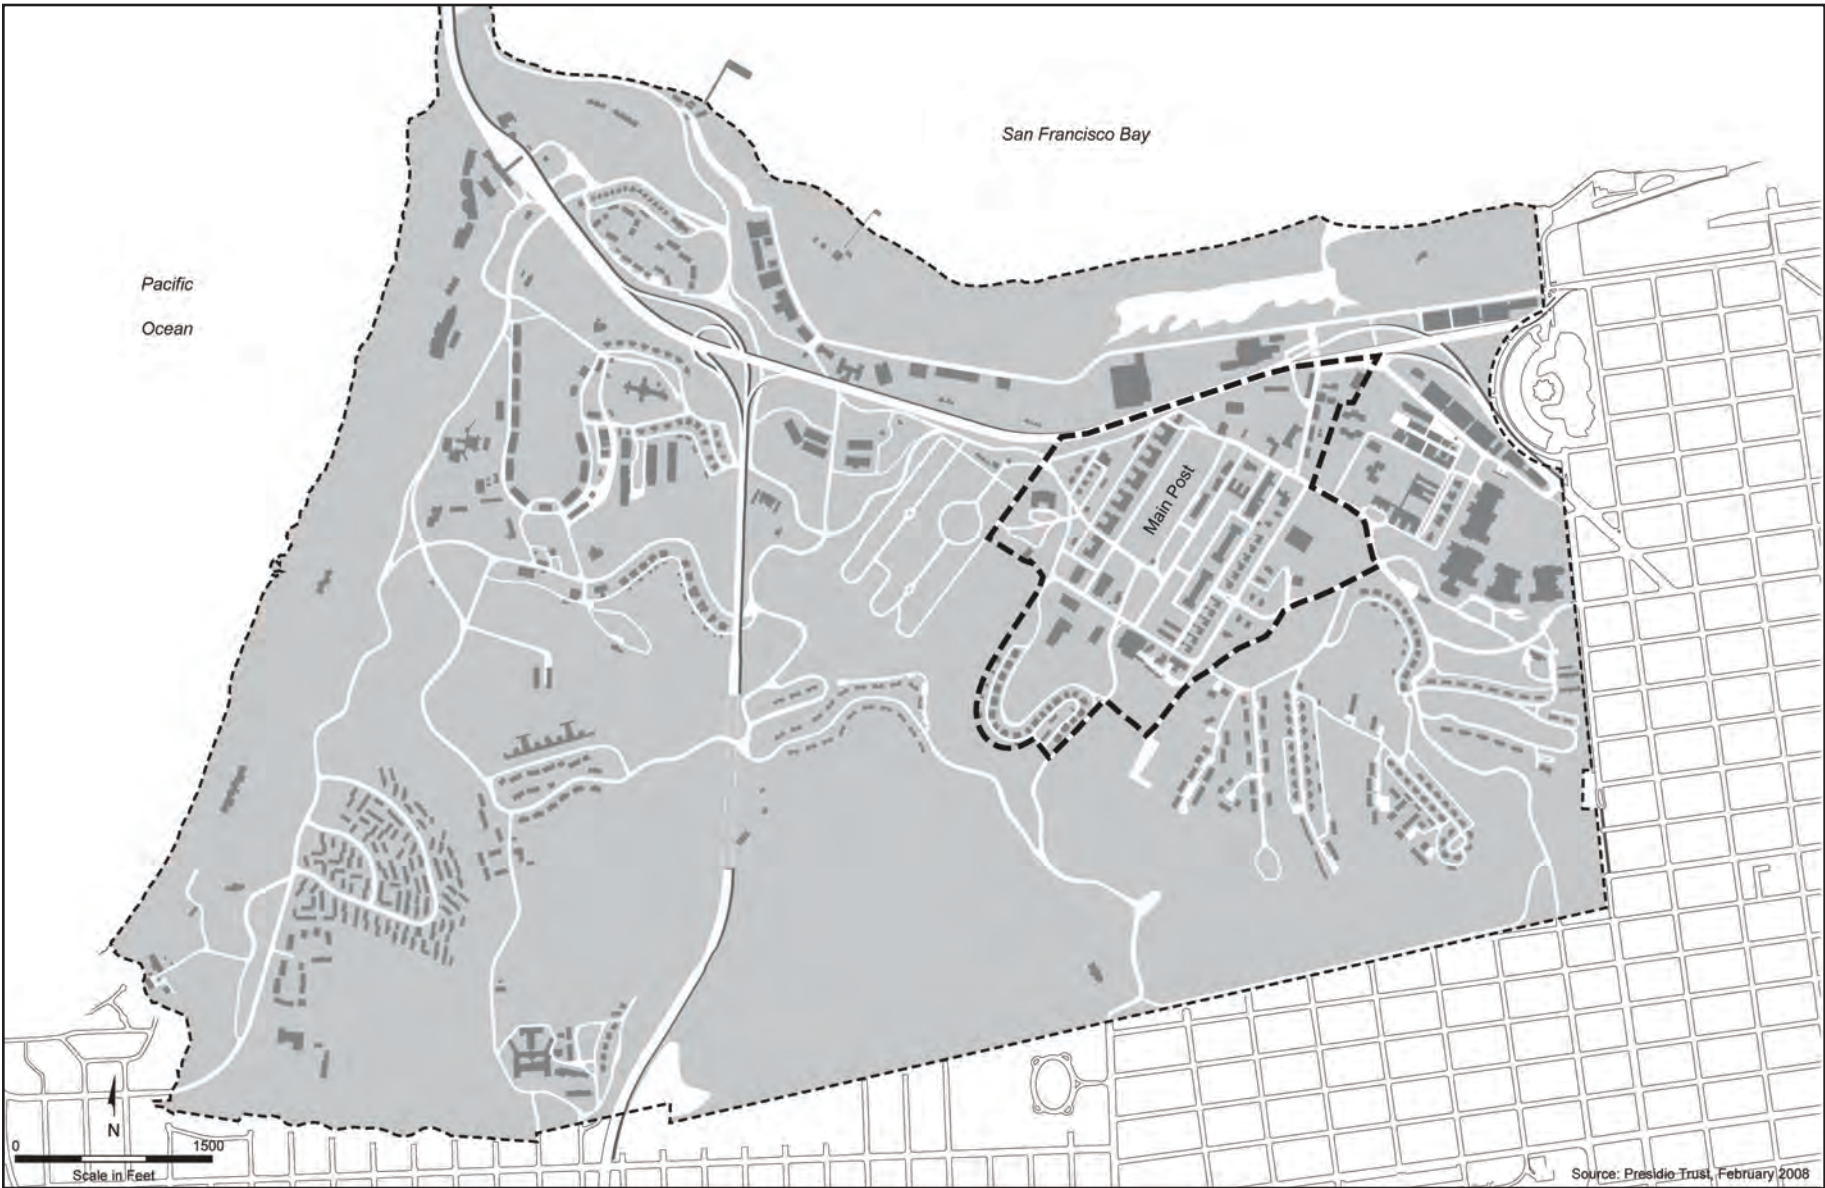 San Francisco Bay
Pacific
Ocean
Main Post
N
0 1500
Scale in Feet
Source: Presidio Trust, February 2008